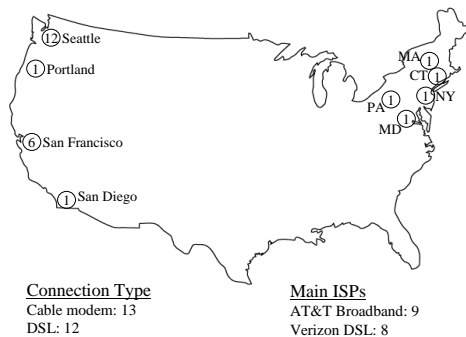 12 Seattle
1 Portland
MA 1
CT 1
PA 1
1 NY
MD 1
6 San Francisco
1 San Diego
Connection Type
Cable modem: 13
DSL: 12
Main ISPs
AT&T Broadband: 9
Verizon DSL: 8